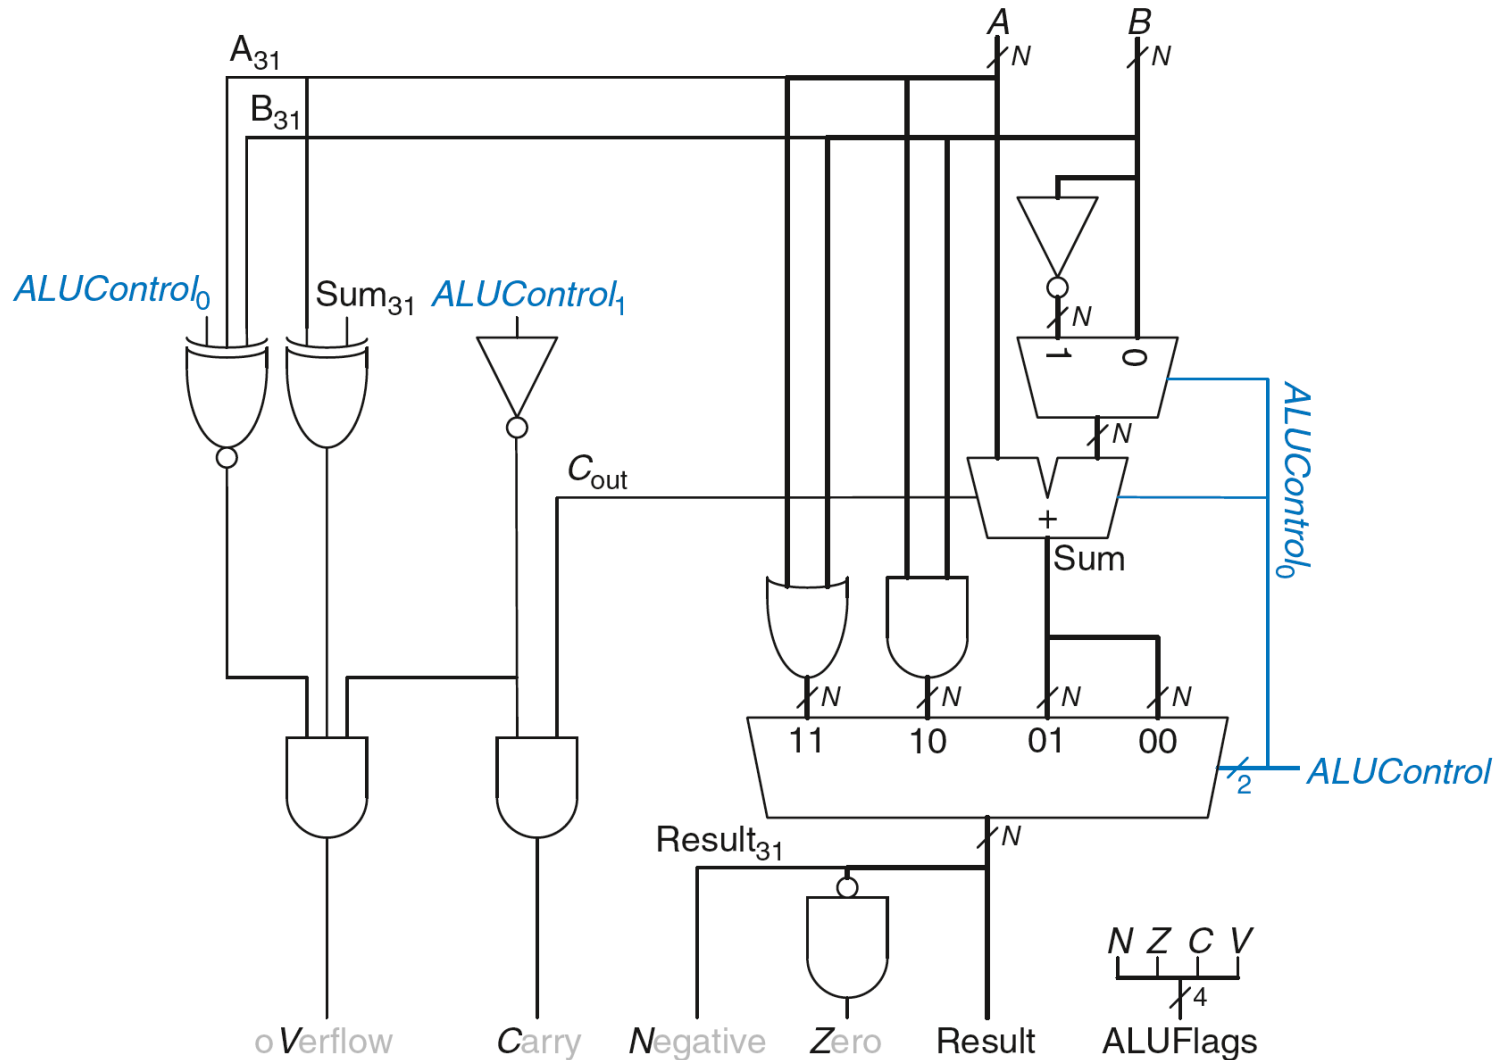 A B
A31 N N
B31
ALUControl0 Sum31 ALUControl1
N
1 0
ALUControl0
N
Cout
+
Sum
N N N N
11 10 01 00
2 ALUControl
Result31 N
N Z C V
4
oVerflow Carry Negative Zero Result ALUFlags